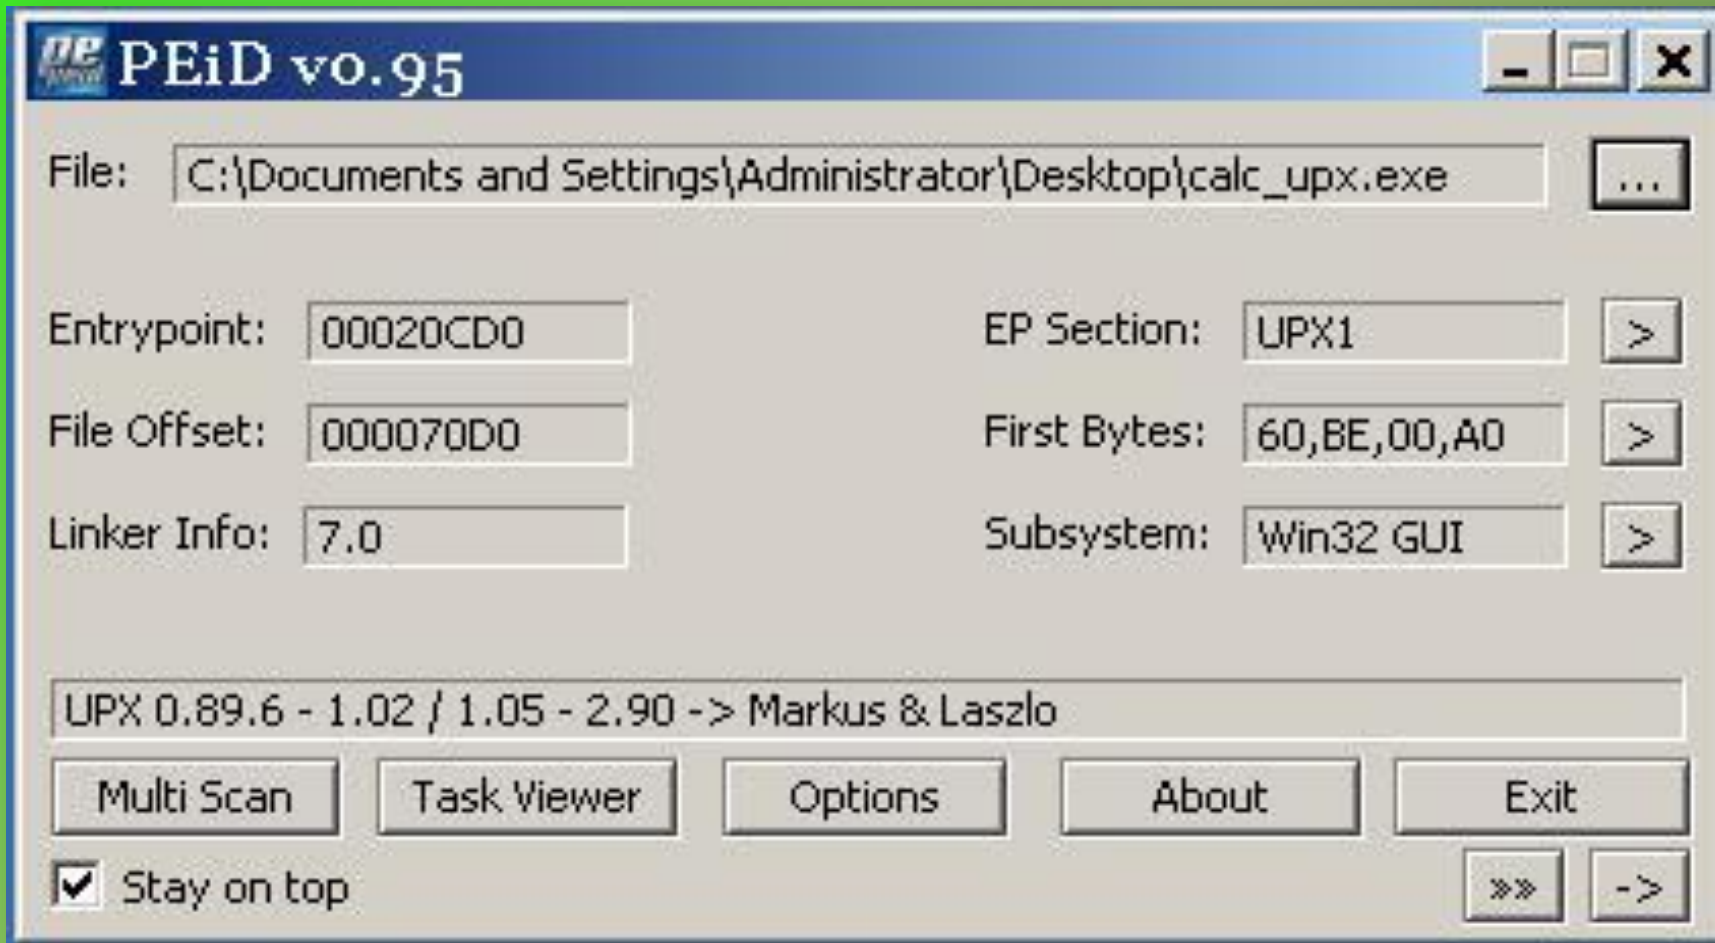 PEiD v0.95
File: C:\Documents and Settings\Administrator\Desktop\calc_upx.exe ...
Entrypoint: 00020CD0 EP Section: UPX1 >
File Offset: 000070D0 First Bytes: 60,BE,00,A0 >
Linker Info: 7.0 Subsystem: Win32 GUI >
UPX 0.89.6 - 1.02 / 1.05 - 2.90 -> Markus & Laszlo
Multi Scan Task Viewer Options About Exit
Stay on top »» ->